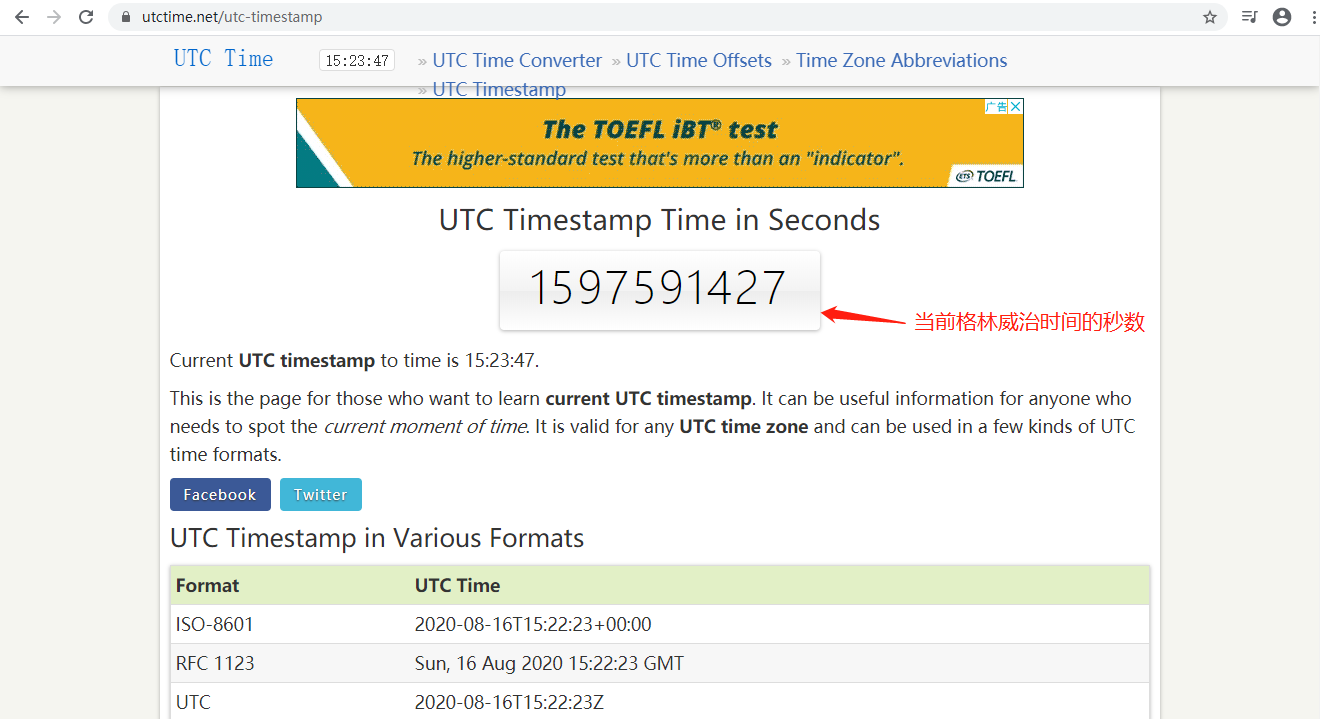 utctime.net/utc-timestamp
UTC Time 15:23:47 » UTC Time Converter » UTC Time Offsets » Time Zone Abbreviations
» UTC Timestamp
广告
The TOEFL iBT® test
The higher-standard test that's more than an "indicator".
ETS TOEFL
UTC Timestamp Time in Seconds
1597591427
当前格林威治时间的秒数
Current UTC timestamp to time is 15:23:47.
This is the page for those who want to learn current UTC timestamp. It can be useful information for anyone who
needs to spot the current moment of time. It is valid for any UTC time zone and can be used in a few kinds of UTC
time formats.
Facebook Twitter
UTC Timestamp in Various Formats
Format UTC Time
ISO-8601 2020-08-16T15:22:23+00:00
RFC 1123 Sun, 16 Aug 2020 15:22:23 GMT
UTC 2020-08-16T15:22:23Z